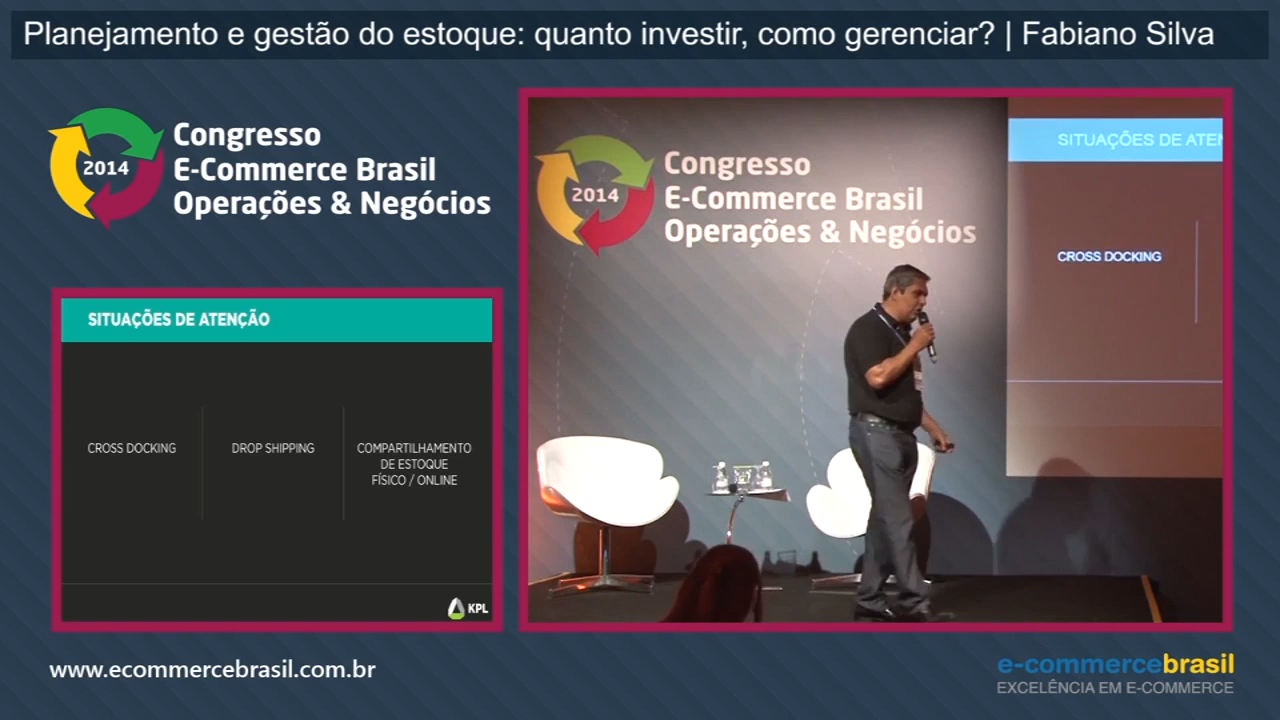 Planejamento e gestão do estoque: quanto investir, como gerenciar? | Fabiano Silva
2014
Congresso
E-Commerce Brasil
Operações & Negócios
SITUAÇÕES DE ATENÇÃO
CROSS DOCKING
DROP SHIPPING
COMPARTILHAMENTO
DE ESTOQUE
FÍSICO / ONLINE
KPL
2014
Congresso
E-Commerce Brasil
Operações & Negócios
SITUAÇÕES DE ATEN
CROSS DOCKING
www.ecommercebrasil.com.br
e-commercebrasil
EXCELÊNCIA EM E-COMMERCE